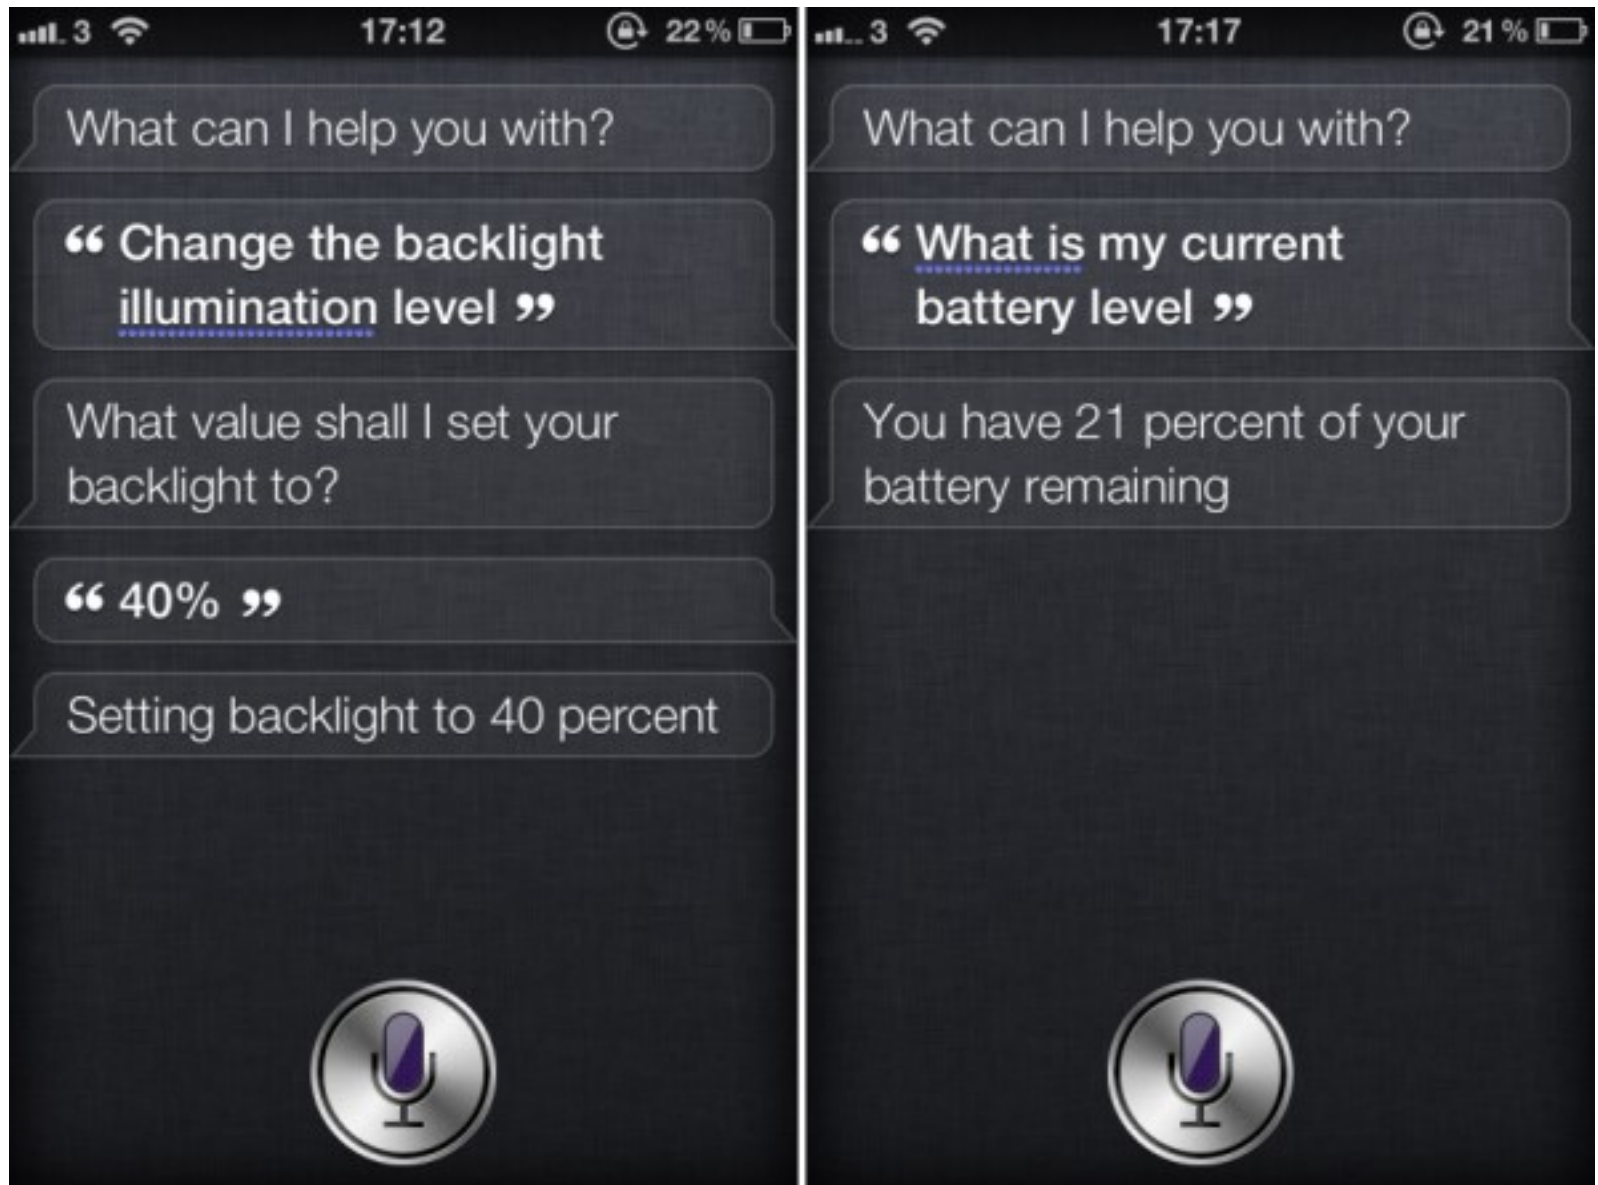 3 17:12 22%
What can I help you with?
“ Change the backlight
illumination level ”
What value shall I set your
backlight to?
“ 40% ”
Setting backlight to 40 percent
3 17:17 21%
What can I help you with?
“ What is my current
battery level ”
You have 21 percent of your
battery remaining